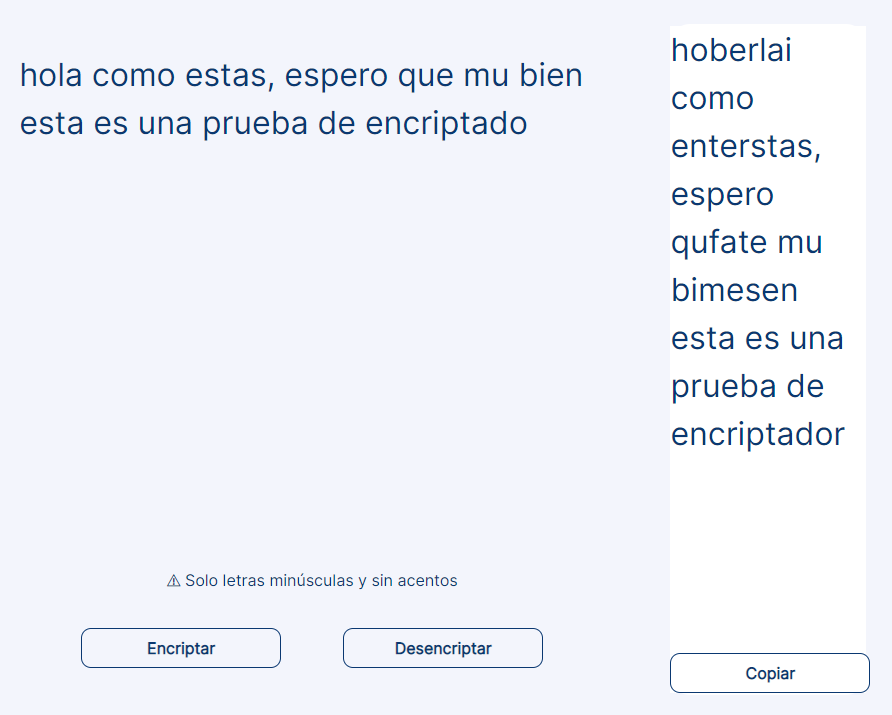 hola como estas, espero que mu bien
esta es una prueba de encriptado
⚠ Solo letras minúsculas y sin acentos
Encriptar
Desencriptar
hoberlai
como
enterstas,
espero
qufate mu
bimesen
esta es una
prueba de
encriptador
Copiar